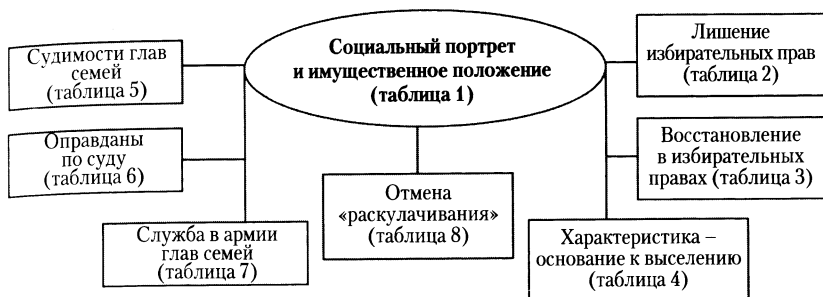 Социальный портрет
и имущественное положение
(таблица 1)
Судимости глав
семей
(таблица 5)
Оправданы
по суду
(таблица 6)
Служба в армии
глав семей
(таблица 7)
Отмена
«раскулачивания»
(таблица 8)
Лишение
избирательных прав
(таблица 2)
Восстановление
в избирательных
правах (таблица 3)
Характеристика –
основание к выселению
(таблица 4)